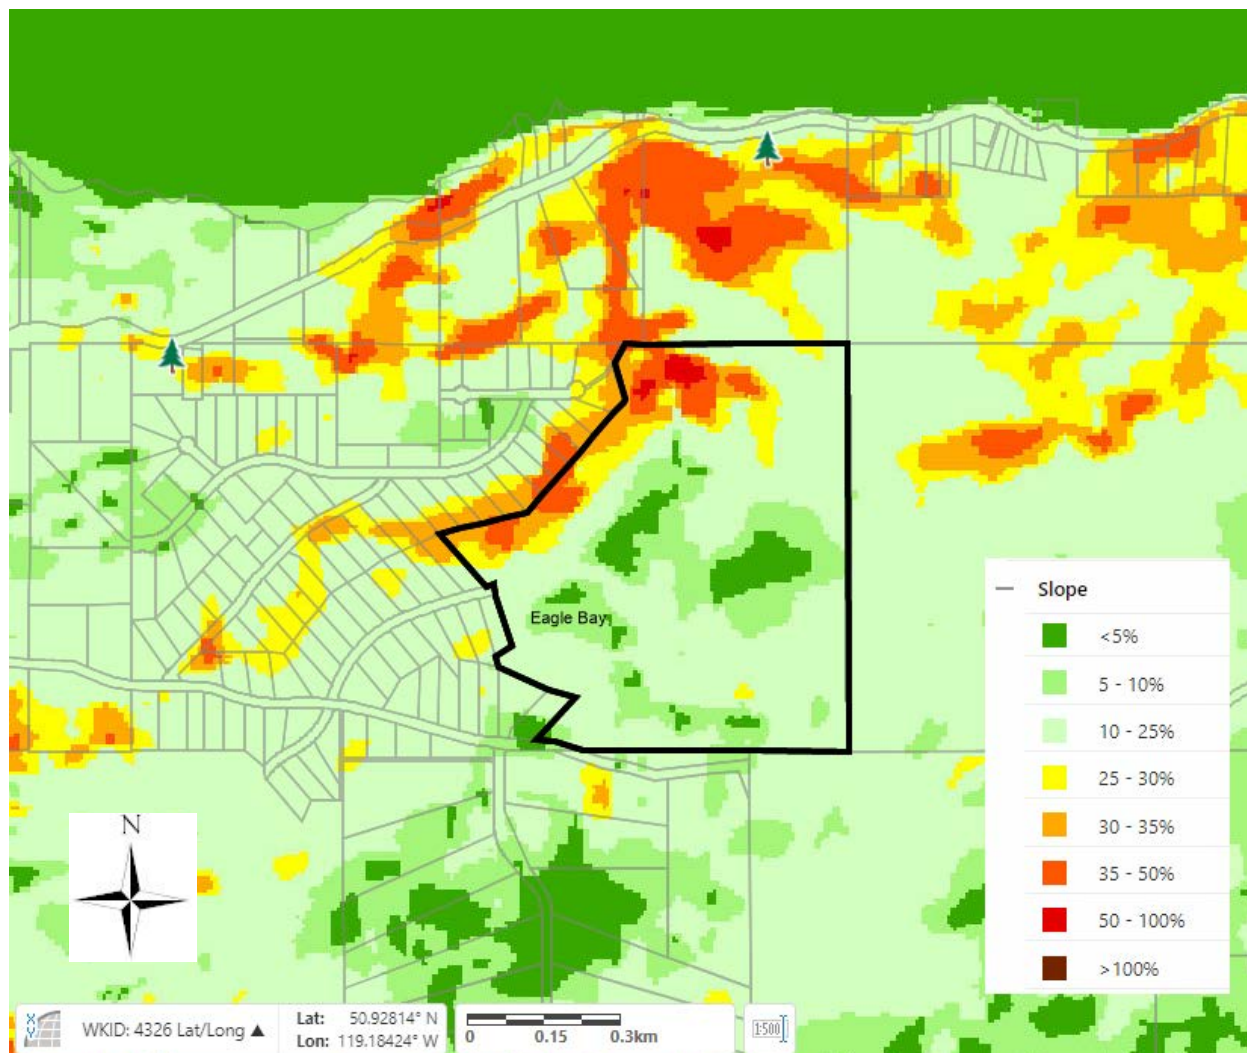 Eagle Bay
Slope
<5%
5 - 10%
10 - 25%
25 - 30%
30 - 35%
35 - 50%
50 - 100%
>100%
N
X
Y
WKID: 4326 Lat/Long ▲
Lat: 50.92814° N
Lon: 119.18424° W
0 0.15 0.3km
1:500